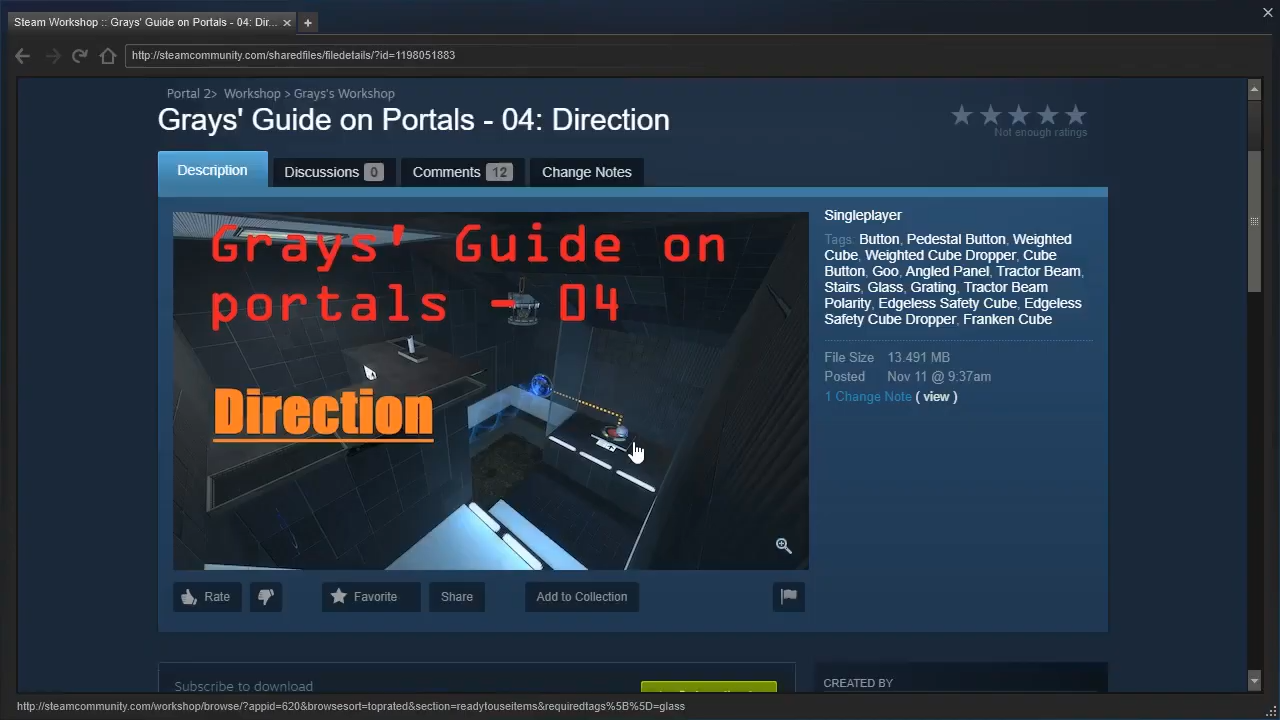 Steam Workshop :: Grays' Guide on Portals - 04: Dir...
http://steamcommunity.com/sharedfiles/filedetails/?id=1198051883
Portal 2> Workshop > Grays's Workshop
Grays' Guide on Portals - 04: Direction
Not enough ratings
Description
Discussions 0
Comments 12
Change Notes
Grays' Guide on
portals - 04
Direction
Singleplayer
Tags: Button, Pedestal Button, Weighted
Cube, Weighted Cube Dropper, Cube
Button, Goo, Angled Panel, Tractor Beam,
Stairs, Glass, Grating, Tractor Beam
Polarity, Edgeless Safety Cube, Edgeless
Safety Cube Dropper, Franken Cube
File Size 13.491 MB
Posted Nov 11 @ 9:37am
1 Change Note ( view )
Rate
Favorite
Share
Add to Collection
Subscribe to download
CREATED BY
http://steamcommunity.com/workshop/browse/?appid=620&browsesort=toprated&section=readytouseitems&requiredtags%5B%5D=glass